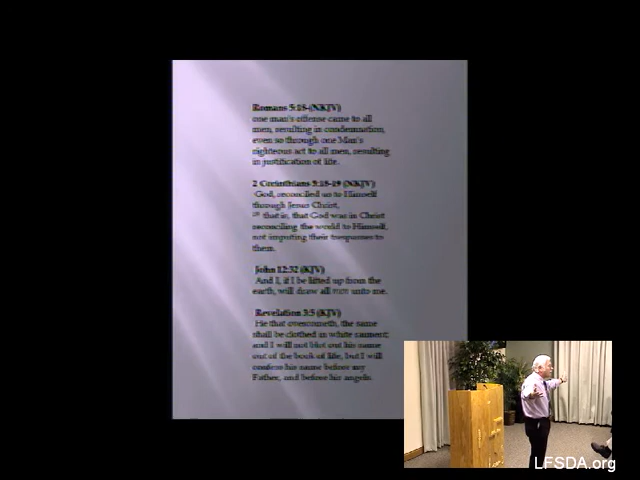 Romans 5:18 (NKJV)
one man's offense came to all
men, resulting in condemnation,
even so through one Man's
righteous act to all men, resulting
in justification of life.
2 Corinthians 5:18-19 (NKJV)
God, reconciled us to Himself
through Jesus Christ,
19 that is, that God was in Christ
reconciling the world to Himself,
not imputing their trespasses to
them.
John 12:32 (KJV)
And I, if I be lifted up from the
earth, will draw all men unto me.
Revelation 3:5 (KJV)
He that overcometh, the same
shall be clothed in white raiment;
and I will not blot out his name
out of the book of life, but I will
confess his name before my
Father, and before his angels.
LFSDA.org